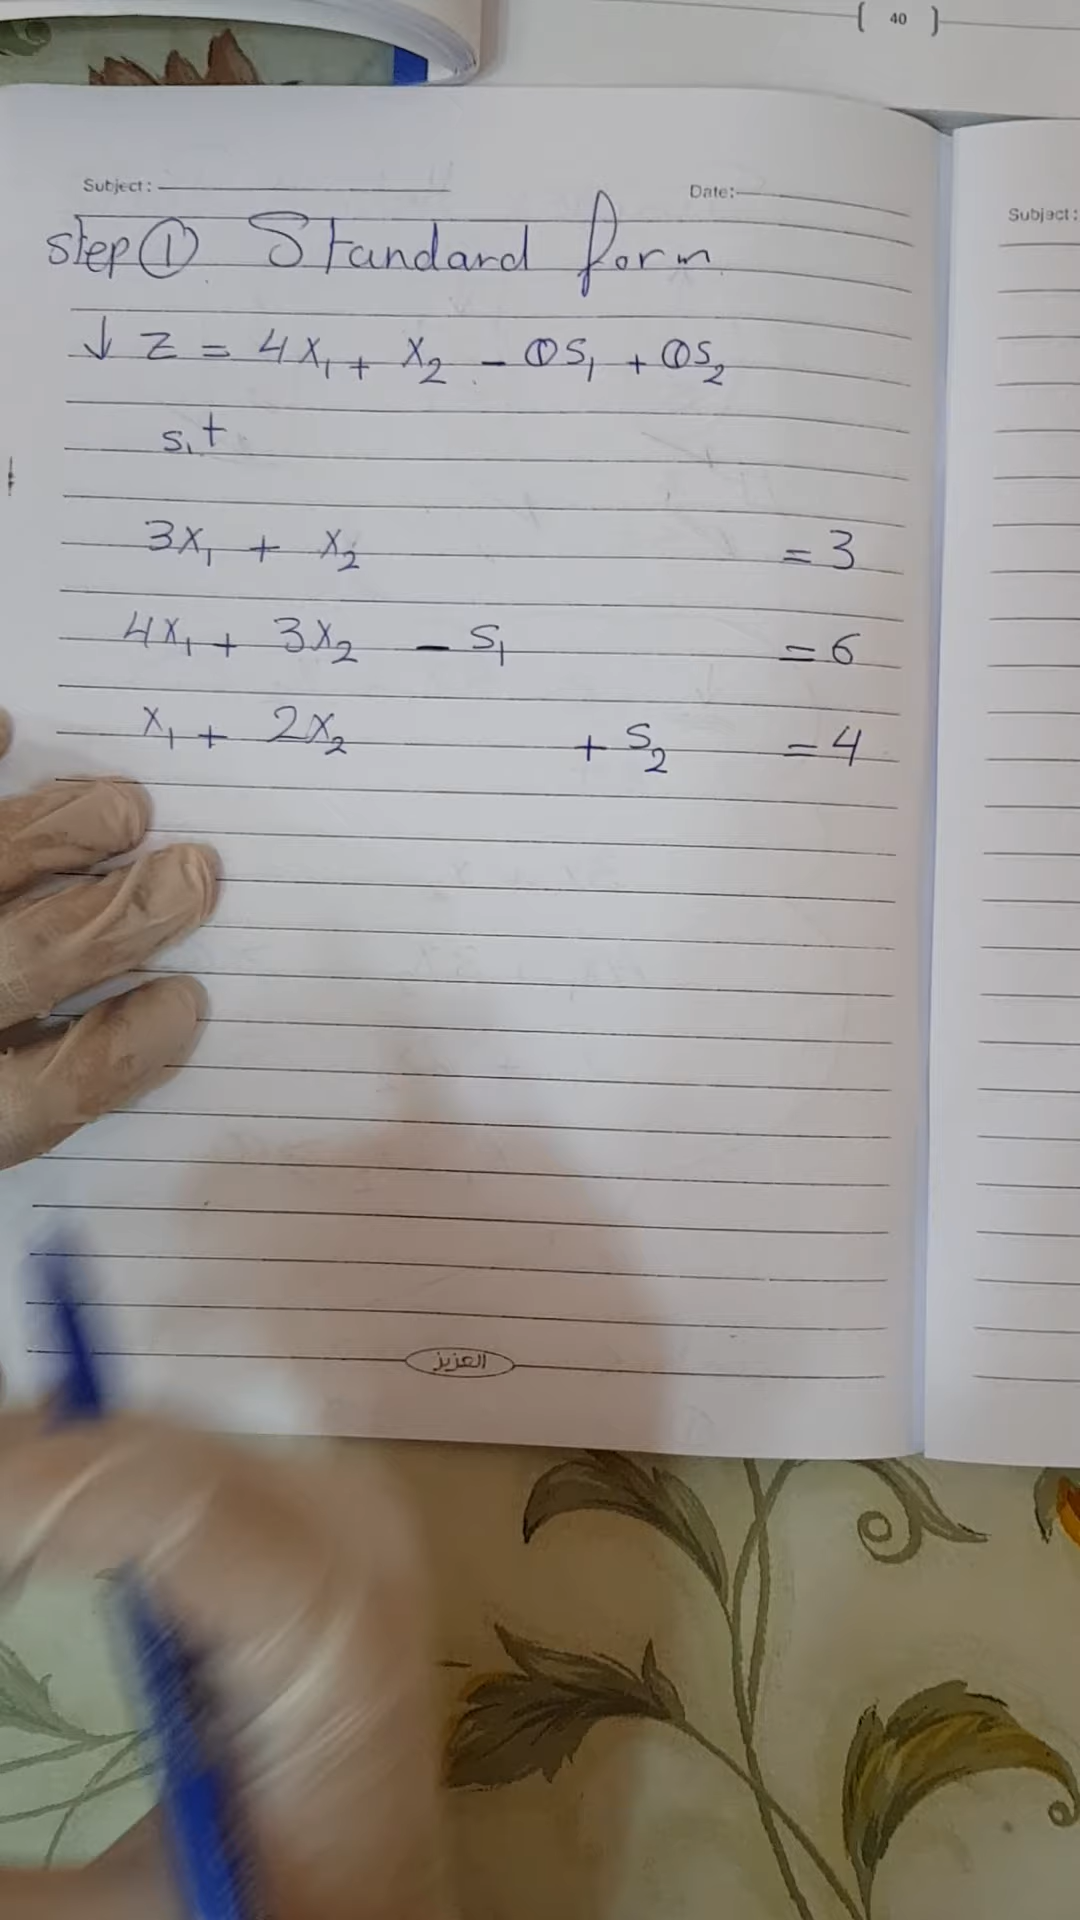 ( 40 )
Subject:
Date:
Subject:
step ① Standard form
↓ Z = 4x₁ + x₂ - 0s₁ + 0s₂
s.t
3x₁ + x₂ = 3
4x₁ + 3x₂ - s₁ = 6
x₁ + 2x₂ + s₂ = 4
العزيز